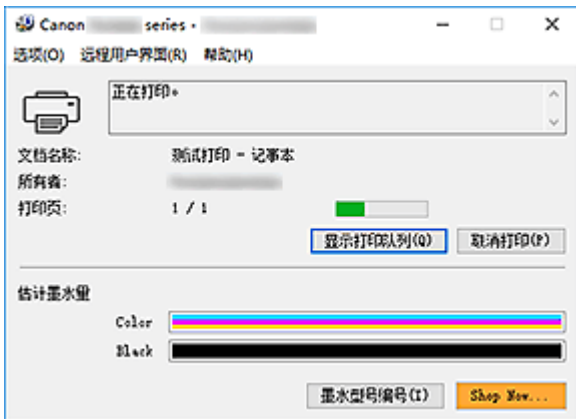 Canon series -
选项(O) 远程用户界面(R) 帮助(H)
正在打印。
文档名称: 测试打印 - 记事本
所有者:
打印页: 1 / 1
显示打印队列(Q) 取消打印(P)
估计墨水量
Color
Black
墨水型号编号(I) Shop Now...